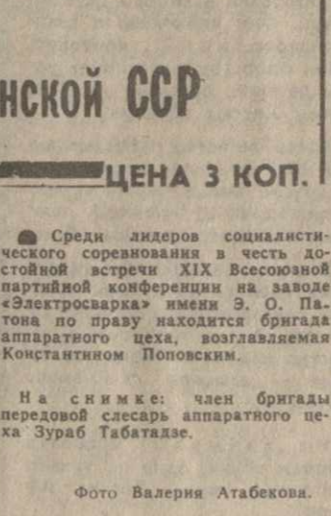 НСКОЙ ССР
ЦЕНА 3 КОП.
Среди лидеров социалисти-
ческого соревнования в честь до-
стойной встречи XIX Всесоюзной
партийной конференции на заводе
«Электросварка» имени Э. О. Па-
тона по праву находится бригада
аппаратного цеха, возглавляемая
Константином Поповским.
На снимке: член бригады
передовой слесарь аппаратного це-
ха Зураб Табатадзе.
Фото Валерия Атабекова.